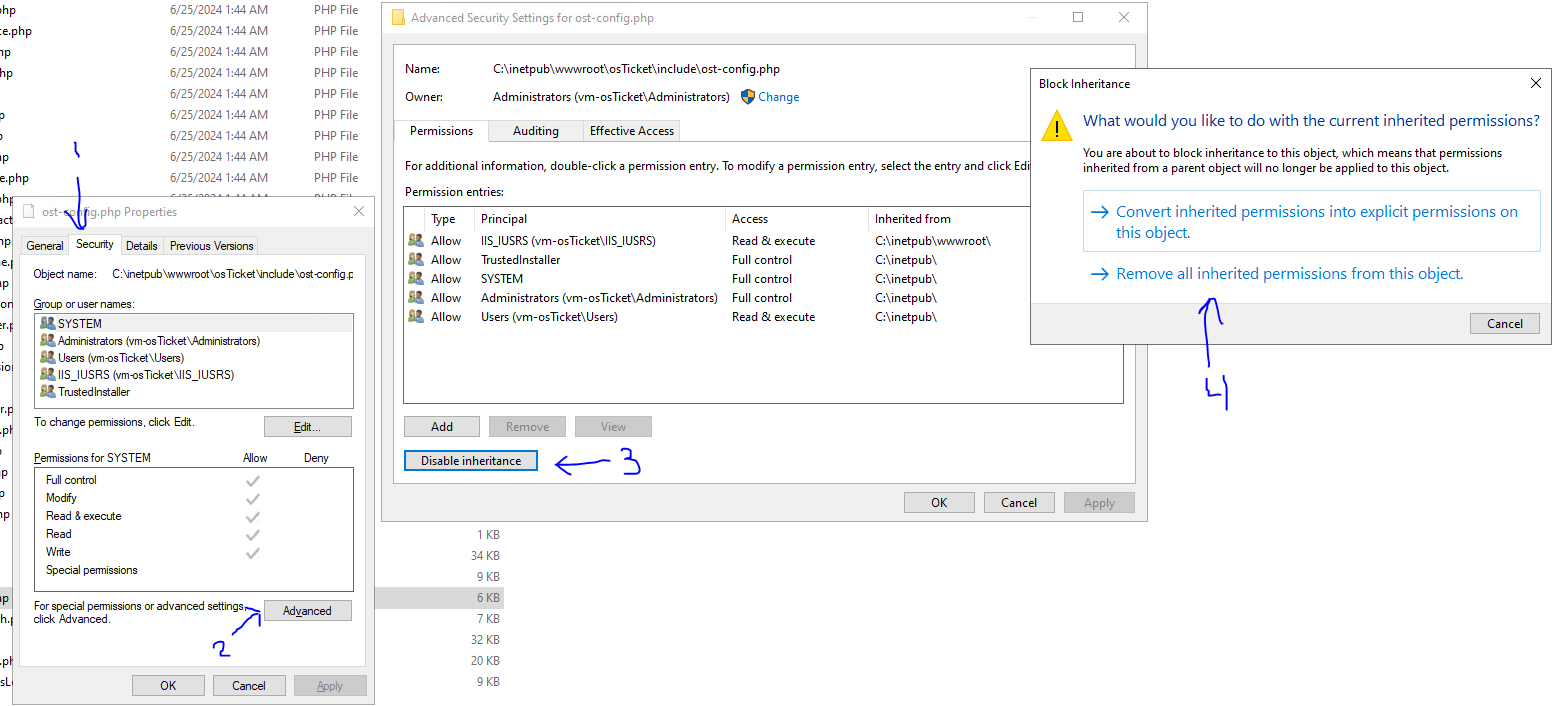 php
6/25/2024 1:44 AM PHP File
te.php 6/25/2024 1:44 AM PHP File
hp 6/25/2024 1:44 AM PHP File
hp 6/25/2024 1:44 AM PHP File
6/25/2024 1:44 AM PHP File
p 6/25/2024 1:44 AM PHP File
p 6/25/2024 1:44 AM PHP File
hp 6/25/2024 1:44 AM PHP File
e.php 6/25/2024 1:44 AM PHP File
1
ost-config.php Properties
General Security Details Previous Versions
Object name: C:\inetpub\wwwroot\osTicket\include\ost-config.p
Group or user names:
SYSTEM
Administrators (vm-osTicket\Administrators)
Users (vm-osTicket\Users)
IIS_IUSRS (vm-osTicket\IIS_IUSRS)
TrustedInstaller
To change permissions, click Edit.
Edit...
Permissions for SYSTEM Allow Deny
Full control
Modify
Read & execute
Read
Write
Special permissions
For special permissions or advanced settings,
click Advanced.
Advanced
2
OK Cancel Apply
Advanced Security Settings for ost-config.php
Name: C:\inetpub\wwwroot\osTicket\include\ost-config.php
Owner: Administrators (vm-osTicket\Administrators) Change
Permissions Auditing Effective Access
For additional information, double-click a permission entry. To modify a permission entry, select the entry and click Edi
Permission entries:
Type Principal Access Inherited from
Allow IIS_IUSRS (vm-osTicket\IIS_IUSRS) Read & execute C:\inetpub\wwwroot\
Allow TrustedInstaller Full control C:\inetpub\
Allow SYSTEM Full control C:\inetpub\
Allow Administrators (vm-osTicket\Administrators) Full control C:\inetpub\
Allow Users (vm-osTicket\Users) Read & execute C:\inetpub\
Add Remove View
Disable inheritance
3
OK Cancel Apply
1 KB
34 KB
9 KB
6 KB
7 KB
32 KB
20 KB
9 KB
Block Inheritance
What would you like to do with the current inherited permissions?
You are about to block inheritance to this object, which means that permissions
inherited from a parent object will no longer be applied to this object.
Convert inherited permissions into explicit permissions on
this object.
Remove all inherited permissions from this object.
Cancel
4